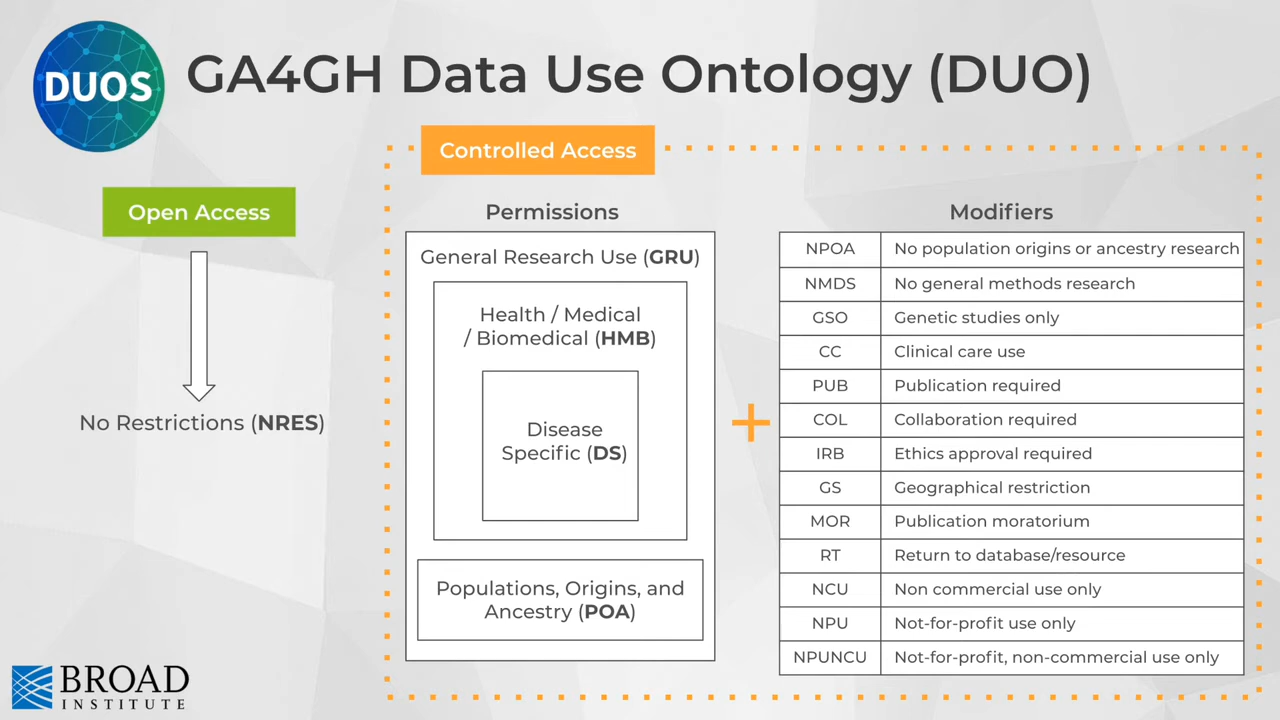 DUOS
GA4GH Data Use Ontology (DUO)
Controlled Access
Open Access
No Restrictions (NRES)
Permissions
General Research Use (GRU)
Health / Medical
/ Biomedical (HMB)
Disease
Specific (DS)
Populations, Origins, and
Ancestry (POA)
+
Modifiers
NPOA No population origins or ancestry research
NMDS No general methods research
GSO Genetic studies only
CC Clinical care use
PUB Publication required
COL Collaboration required
IRB Ethics approval required
GS Geographical restriction
MOR Publication moratorium
RT Return to database/resource
NCU Non commercial use only
NPU Not-for-profit use only
NPUNCU Not-for-profit, non-commercial use only
BROAD
INSTITUTE